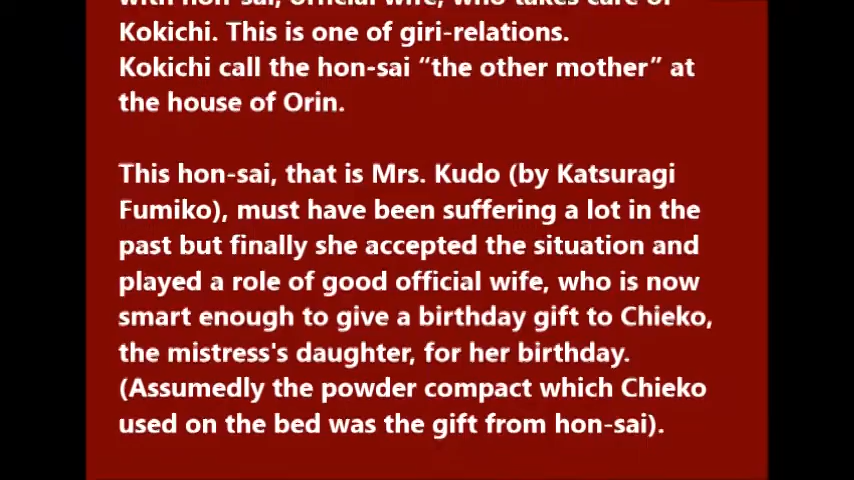 with hon-sai, official wife, who takes care of
Kokichi. This is one of giri-relations.
Kokichi call the hon-sai “the other mother” at
the house of Orin.
This hon-sai, that is Mrs. Kudo (by Katsuragi
Fumiko), must have been suffering a lot in the
past but finally she accepted the situation and
played a role of good official wife, who is now
smart enough to give a birthday gift to Chieko,
the mistress's daughter, for her birthday.
(Assumedly the powder compact which Chieko
used on the bed was the gift from hon-sai).